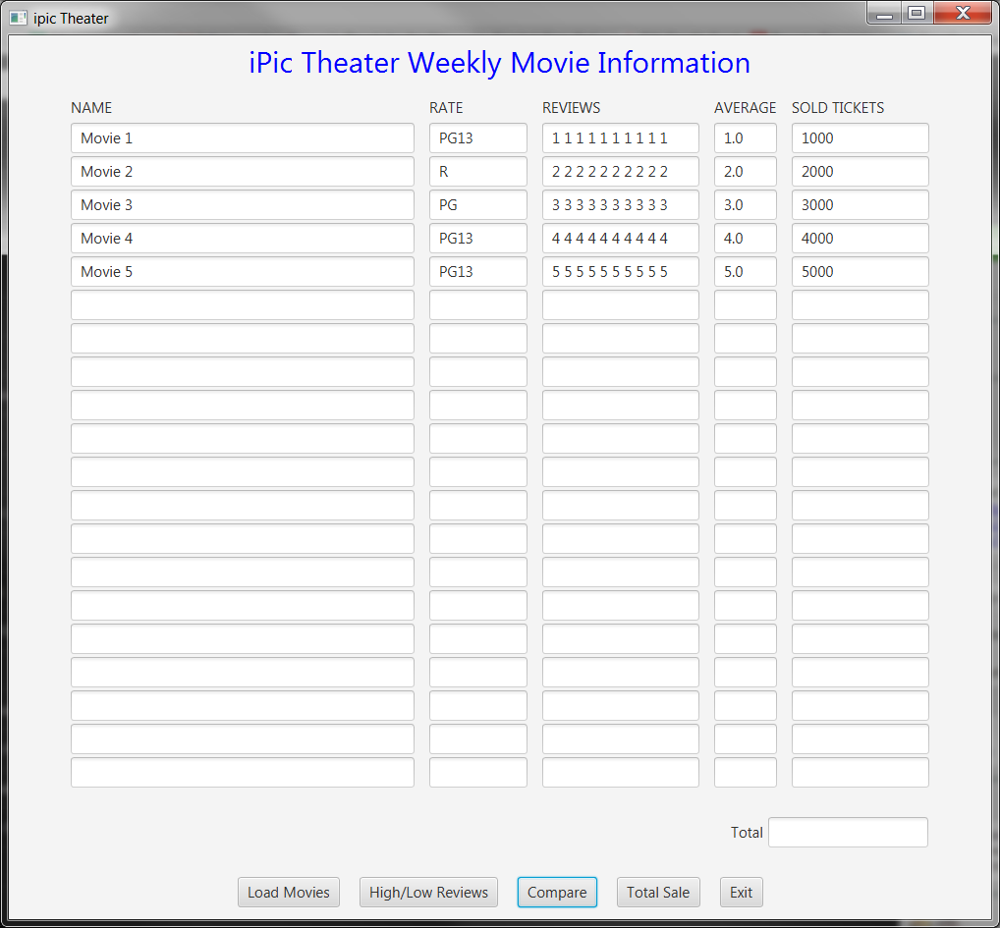 ipic Theater
iPic Theater Weekly Movie Information
NAME RATE REVIEWS AVERAGE SOLD TICKETS
Movie 1 PG13 1 1 1 1 1 1 1 1 1 1 1.0 1000
Movie 2 R 2 2 2 2 2 2 2 2 2 2 2.0 2000
Movie 3 PG 3 3 3 3 3 3 3 3 3 3 3.0 3000
Movie 4 PG13 4 4 4 4 4 4 4 4 4 4 4.0 4000
Movie 5 PG13 5 5 5 5 5 5 5 5 5 5 5.0 5000
Total
Load Movies High/Low Reviews Compare Total Sale Exit